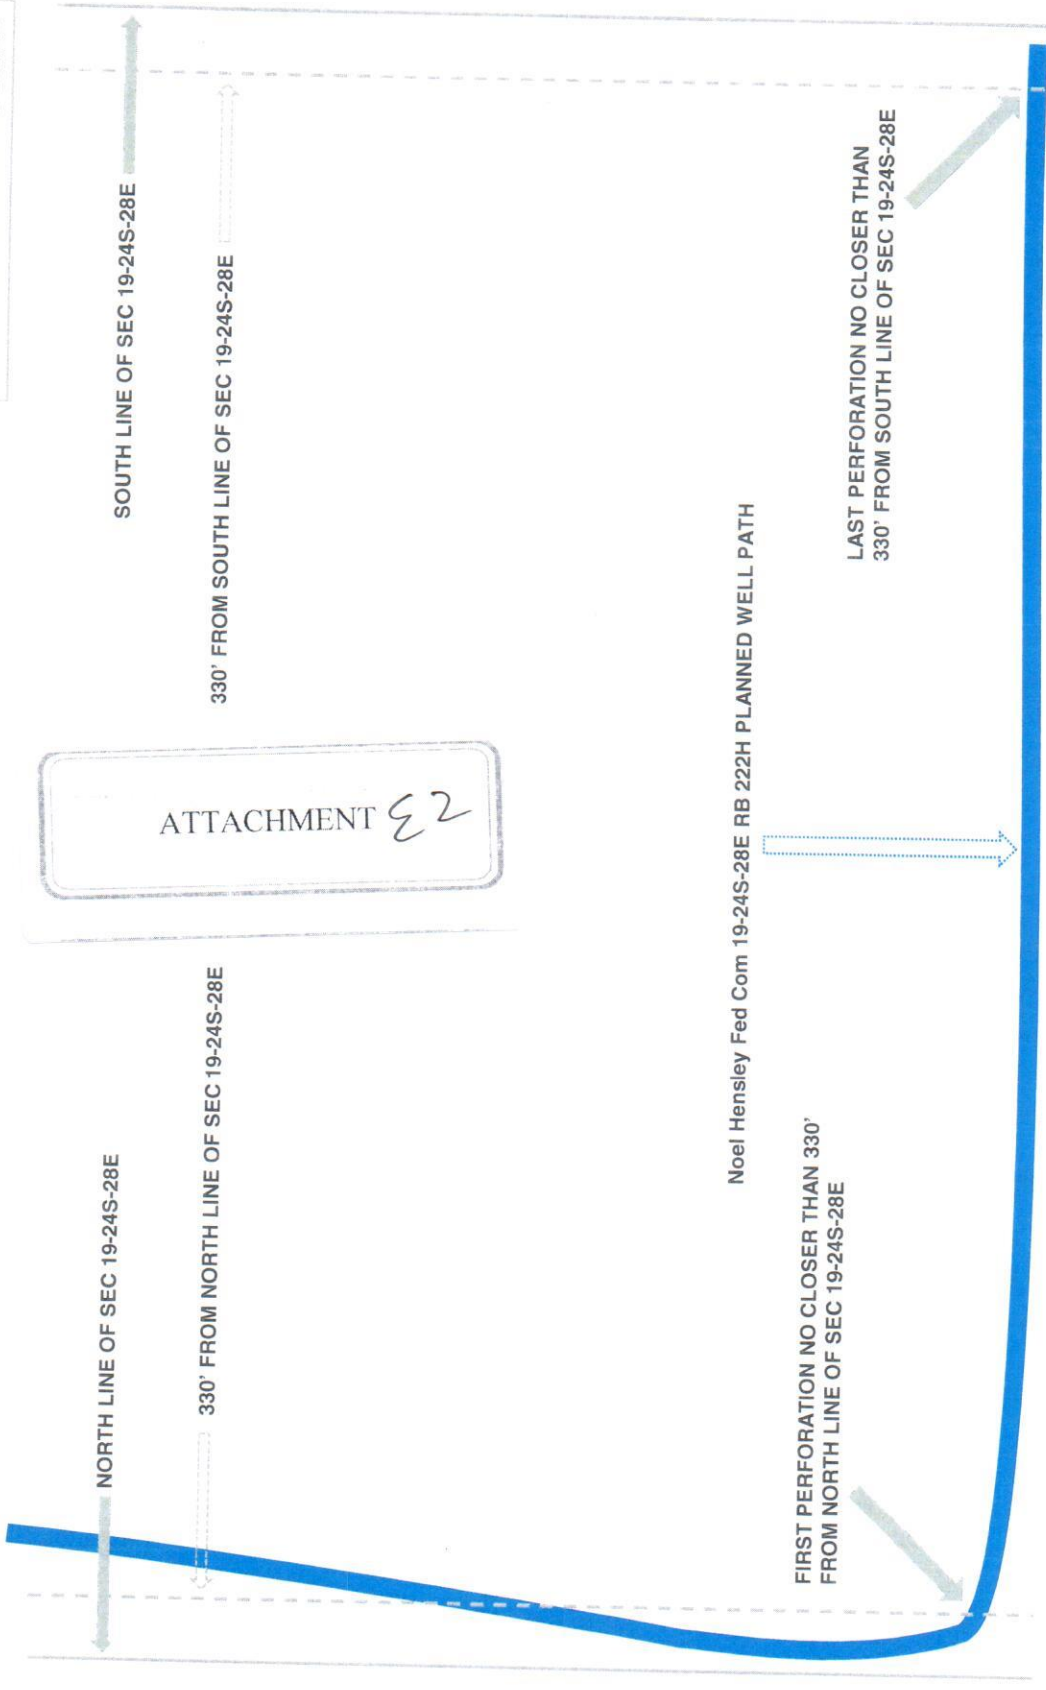 NORTH LINE OF SEC 19-24S-28E
SOUTH LINE OF SEC 19-24S-28E
330' FROM NORTH LINE OF SEC 19-24S-28E
330' FROM SOUTH LINE OF SEC 19-24S-28E
ATTACHMENT E2
Noel Hensley Fed Com 19-24S-28E RB 222H PLANNED WELL PATH
FIRST PERFORATION NO CLOSER THAN 330'
FROM NORTH LINE OF SEC 19-24S-28E
LAST PERFORATION NO CLOSER THAN
330' FROM SOUTH LINE OF SEC 19-24S-28E